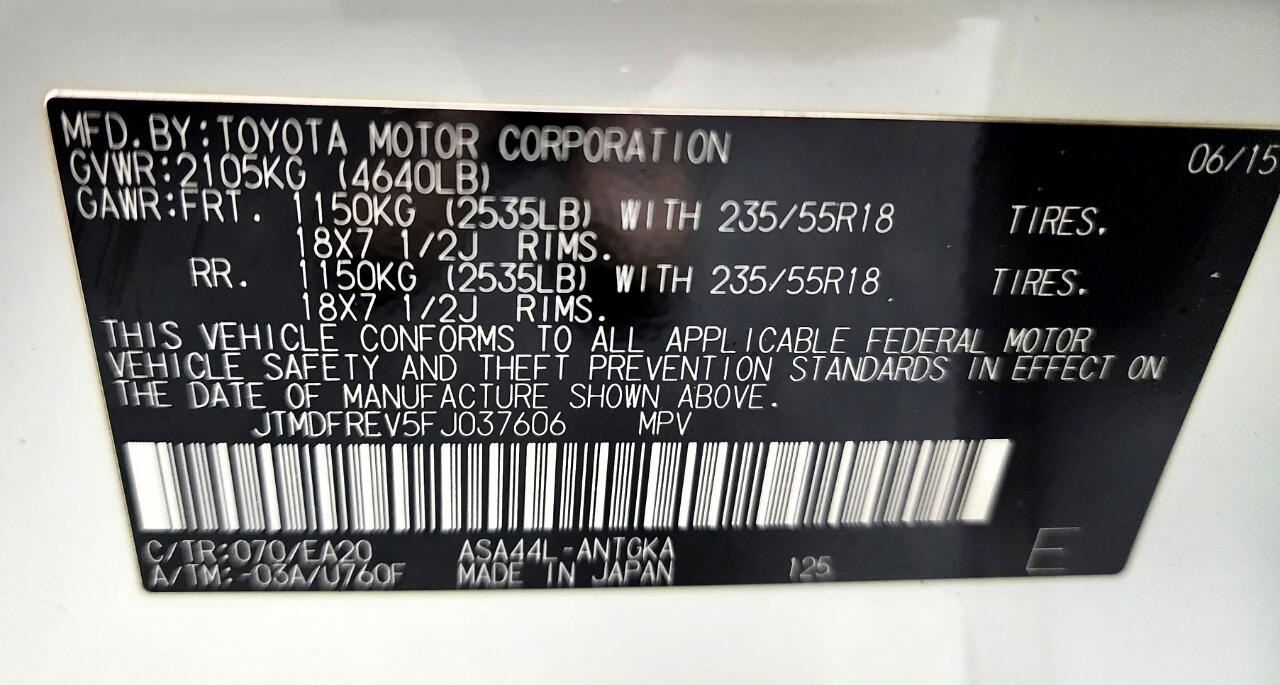 MFD.BY:TOYOTA MOTOR CORPORATION 06/15
GVWR:2105KG (4640LB)
GAWR:FRT. 1150KG (2535LB) WITH 235/55R18 TIRES.
18X7 1/2J RIMS.
RR. 1150KG (2535LB) WITH 235/55R18 TIRES.
18X7 1/2J RIMS.
THIS VEHICLE CONFORMS TO ALL APPLICABLE FEDERAL MOTOR
VEHICLE SAFETY AND THEFT PREVENTION STANDARDS IN EFFECT ON
THE DATE OF MANUFACTURE SHOWN ABOVE.
JTMDFREV5FJ037606 MPV
C/TR:070/EA20 ASA44L-ANTGKA
A/TM:-03A/U760F MADE IN JAPAN 125 E